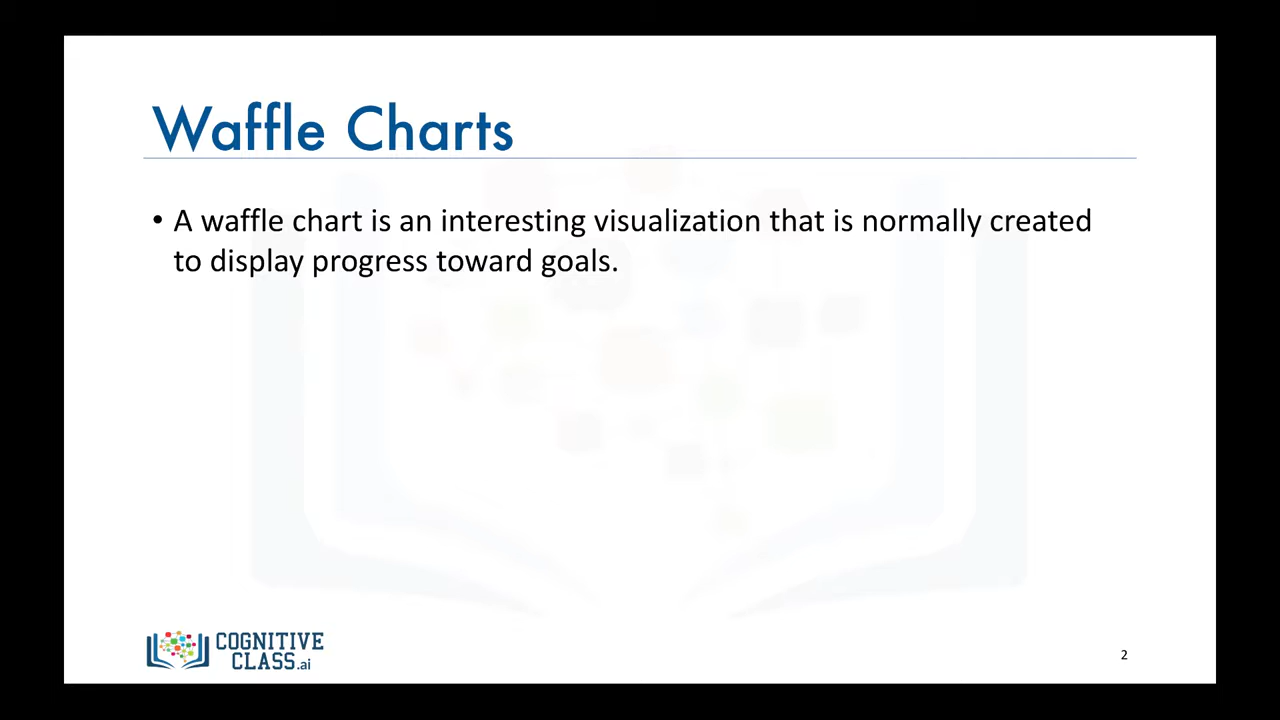 Waffle Charts
• A waffle chart is an interesting visualization that is normally created
to display progress toward goals.
COGNITIVE
CLASS.ai
2